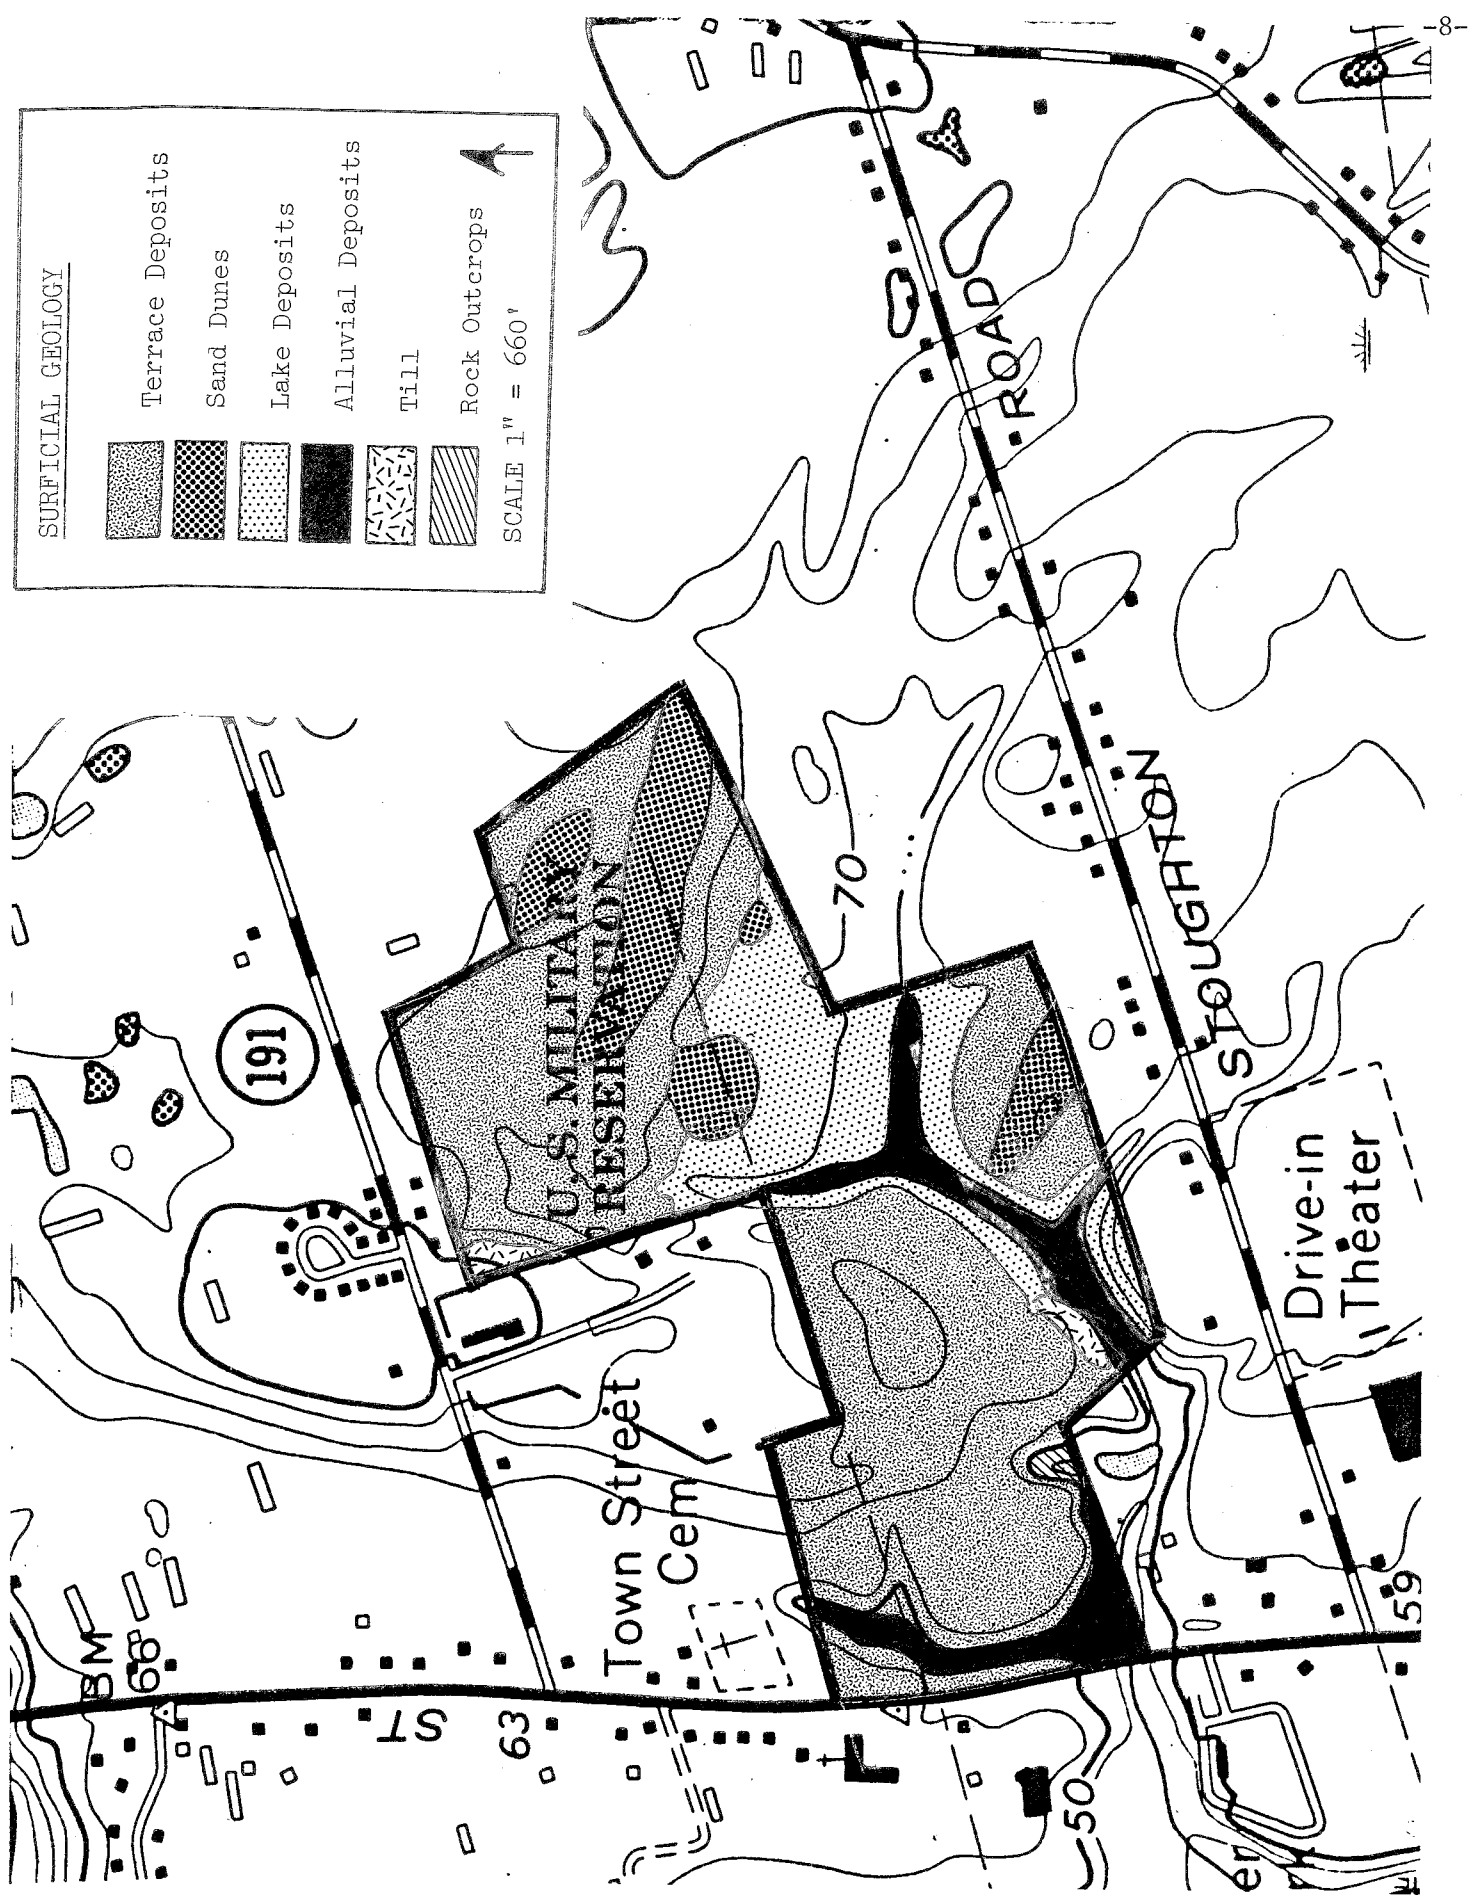 -8-
SURFICIAL GEOLOGY
Terrace Deposits
Sand Dunes
Lake Deposits
Alluvial Deposits
Till
Rock Outcrops
SCALE 1" = 660'
191
U.S. MILITARY
RESERVATION
70
STOUGHTON ROAD
Drive-in
Theater
Town Street
Cem
BM
66
ST
63
50
59